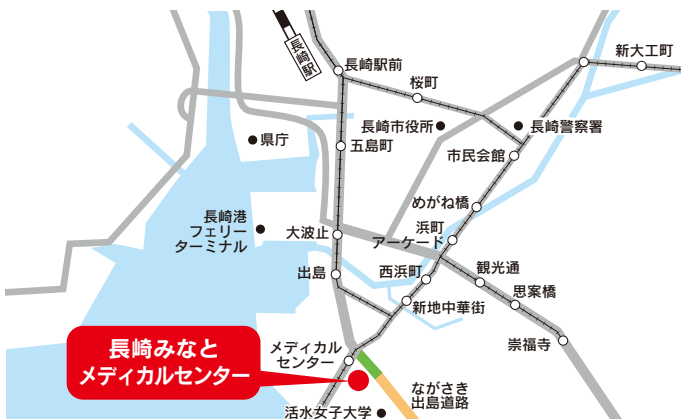 長崎駅
長崎駅前
新大工町
桜町
長崎市役所
長崎警察署
県庁
五島町
市民会館
めがね橋
長崎港
フェリー
ターミナル
大波止
浜町
アーケード
出島
西浜町
観光通
思案橋
新地中華街
崇福寺
長崎みなと
メディカルセンター
メディカル
センター
ながさき
出島道路
活水女子大学